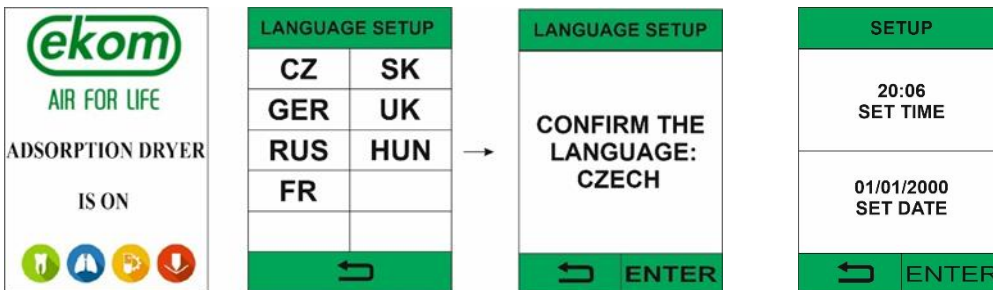 ekom
AIR FOR LIFE
ADSORPTION DRYER
IS ON
LANGUAGE SETUP
CZ SK
GER UK
RUS HUN
FR
LANGUAGE SETUP
CONFIRM THE
LANGUAGE:
CZECH
ENTER
SETUP
20:06
SET TIME
01/01/2000
SET DATE
ENTER